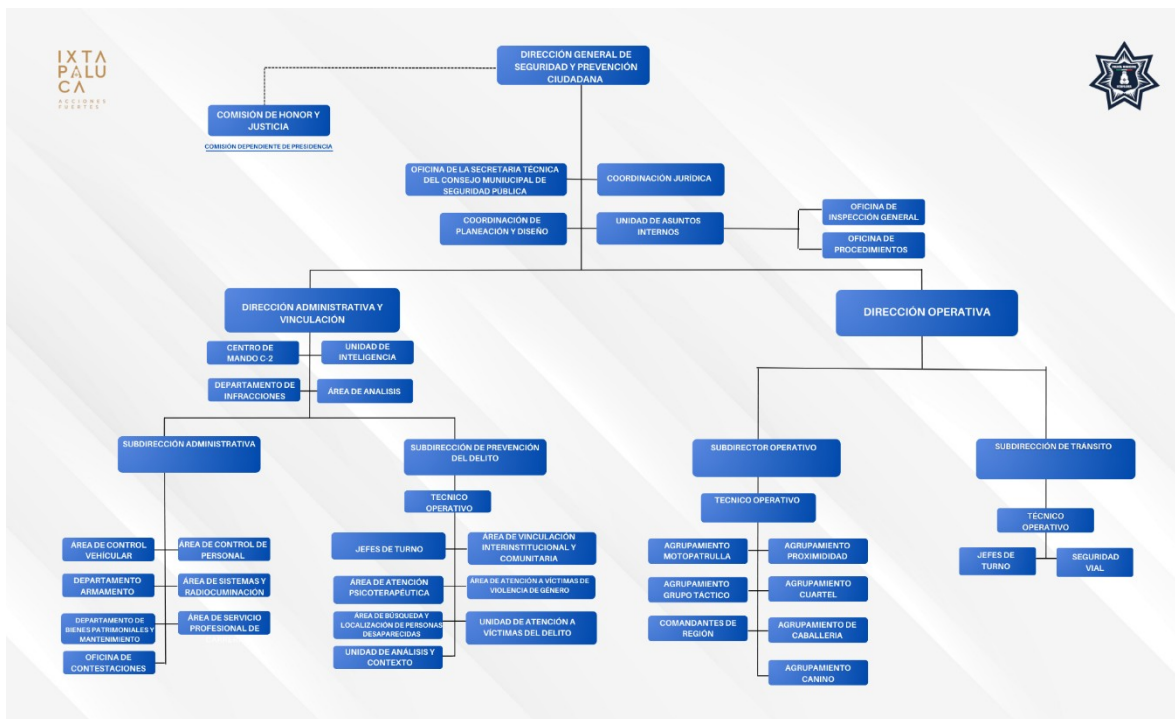 IXTA
PALU
CA
ACCIONES
FUERTES
DIRECCIÓN GENERAL DE
SEGURIDAD Y PREVENCIÓN
CIUDADANA
COMISIÓN DE HONOR Y
JUSTICIA
COMISIÓN DEPENDIENTE DE PRESIDENCIA
OFICINA DE LA SECRETARIA TÉCNICA
DEL CONSEJO MUNIUCIPAL DE
SEGURIDAD PÚBLICA
COORDINACIÓN JURÍDICA
COORDINACIÓN DE
PLANEACIÓN Y DISEÑO
UNIDAD DE ASUNTOS
INTERNOS
OFICINA DE
INSPECCIÓN GENERAL
OFICINA DE
PROCEDIMIENTOS
DIRECCIÓN ADMINISTRATIVA Y
VINCULACIÓN
DIRECCIÓN OPERATIVA
CENTRO DE
MANDO C-2
UNIDAD DE
INTELIGENCIA
DEPARTAMENTO DE
INFRACCIONES
ÁREA DE ANALISIS
SUBDIRECCIÓN ADMINISTRATIVA
SUBDIRECCIÓN DE PREVENCIÓN
DEL DELITO
SUBDIRECTOR OPERATIVO
SUBDIRECCIÓN DE TRÁNSITO
TECNICO
OPERATIVO
TECNICO OPERATIVO
TÉCNICO
OPERATIVO
ÁREA DE CONTROL
VEHICULAR
ÁREA DE CONTROL DE
PERSONAL
DEPARTAMENTO
ARMAMENTO
ÁREA DE SISTEMAS Y
RADIOCUMINACIÓN
DEPARTAMENTO DE
BIENES PATRIMONIALES Y
MANTENIMIENTO
ÁREA DE SERVICIO
PROFESIONAL DE
OFICINA DE
CONTESTACIONES
JEFES DE TURNO
ÁREA DE VINCULACIÓN
INTERINSTITUCIONAL Y
COMUNITARIA
ÁREA DE ATENCIÓN
PSICOTERAPÉUTICA
ÁREA DE ATENCIÓN A VÍCTIMAS DE
VIOLENCIA DE GÉNERO
ÁREA DE BÚSQUEDA Y
LOCALIZACIÓN DE PERSONAS
DESAPARECIDAS
UNIDAD DE ATENCIÓN A
VÍCTIMAS DEL DELITO
UNIDAD DE ANÁLISIS Y
CONTEXTO
AGRUPAMIENTO
MOTOPATRULLA
AGRUPAMIENTO
PROXIMIDIDAD
AGRUPAMIENTO
GRUPO TÁCTICO
AGRUPAMIENTO
CUARTEL
COMANDANTES DE
REGIÓN
AGRUPAMIENTO DE
CABALLERIA
AGRUPAMIENTO
CANINO
JEFES DE
TURNO
SEGURIDAD
VIAL